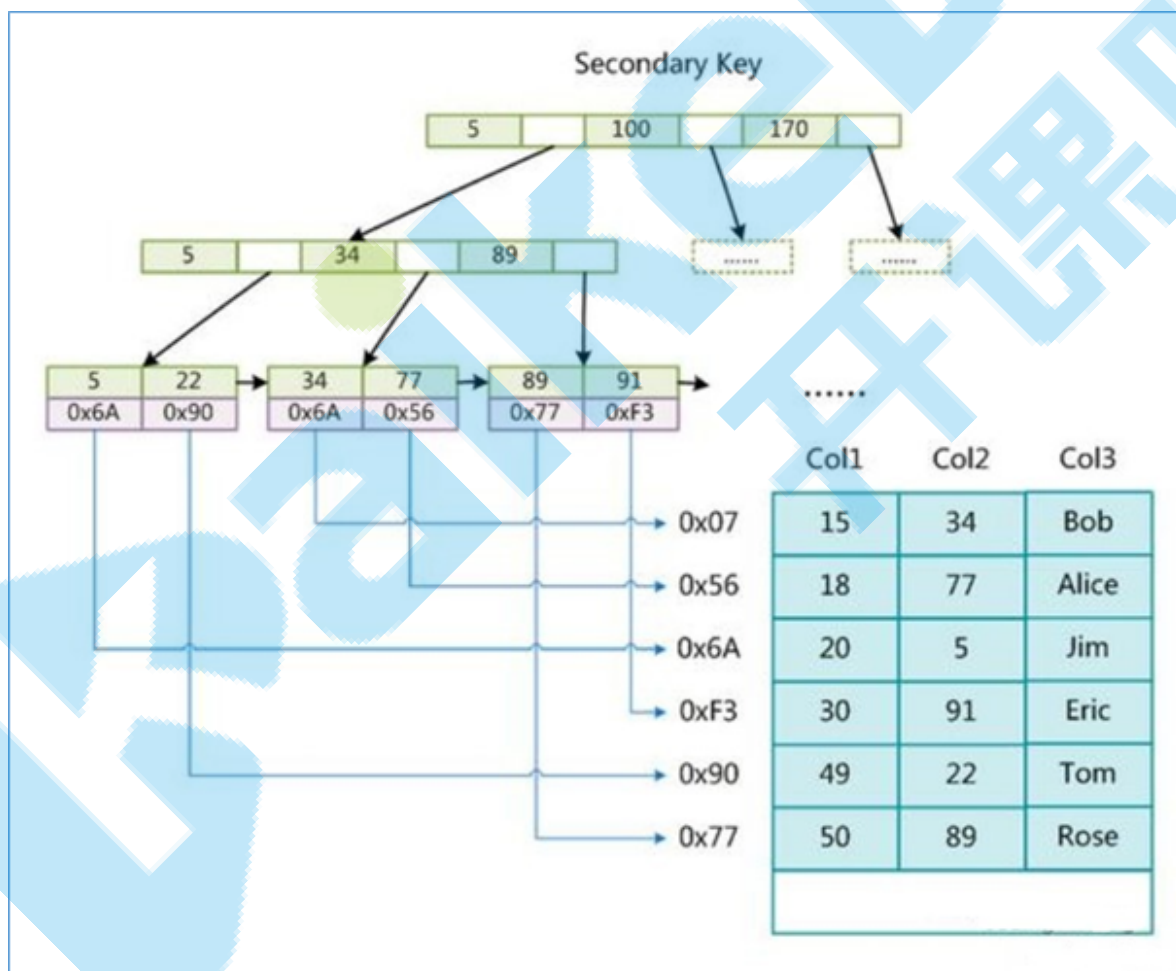 Secondary Key
5 100 170
5 34 89 ...... ......
5 22 34 77 89 91
0x6A 0x90 0x6A 0x56 0x77 0xF3
......
Col1 Col2 Col3
0x07 15 34 Bob
0x56 18 77 Alice
0x6A 20 5 Jim
0xF3 30 91 Eric
0x90 49 22 Tom
0x77 50 89 Rose